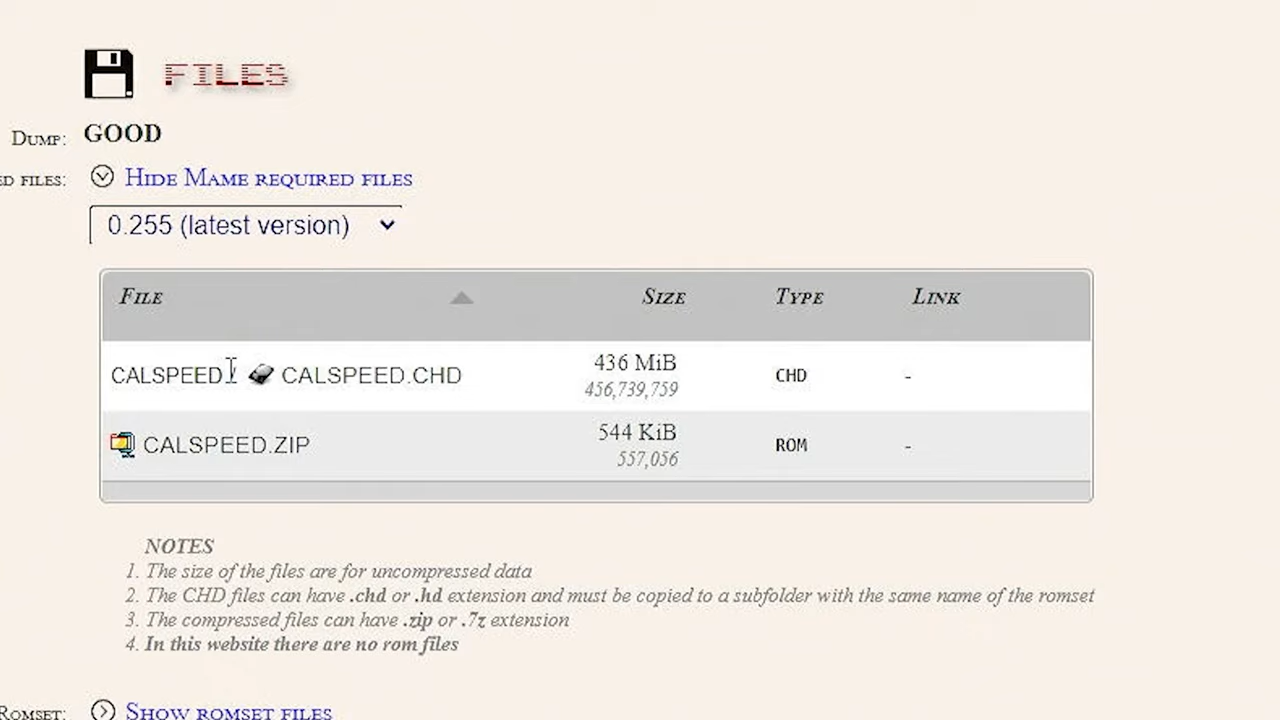 FILES
DUMP: GOOD
ED FILES: HIDE MAME REQUIRED FILES
0.255 (latest version)
FILE SIZE TYPE LINK
CALSPEED/ CALSPEED.CHD 436 MiB CHD -
456,739,759
CALSPEED.ZIP 544 KiB ROM -
557,056
NOTES
1. The size of the files are for uncompressed data
2. The CHD files can have .chd or .hd extension and must be copied to a subfolder with the same name of the romset
3. The compressed files can have .zip or .7z extension
4. In this website there are no rom files
ROMSET: SHOW ROMSET FILES